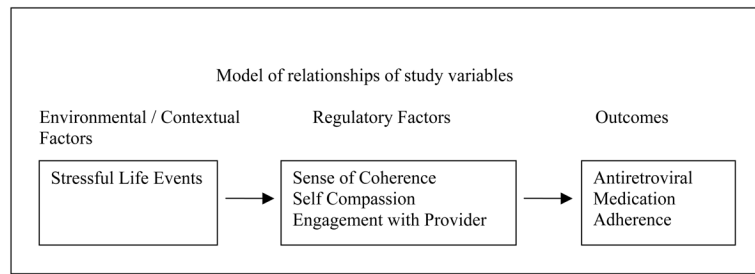 Model of relationships of study variables
Environmental / Contextual
Factors
Regulatory Factors
Outcomes
Stressful Life Events
Sense of Coherence
Self Compassion
Engagement with Provider
Antiretroviral
Medication
Adherence